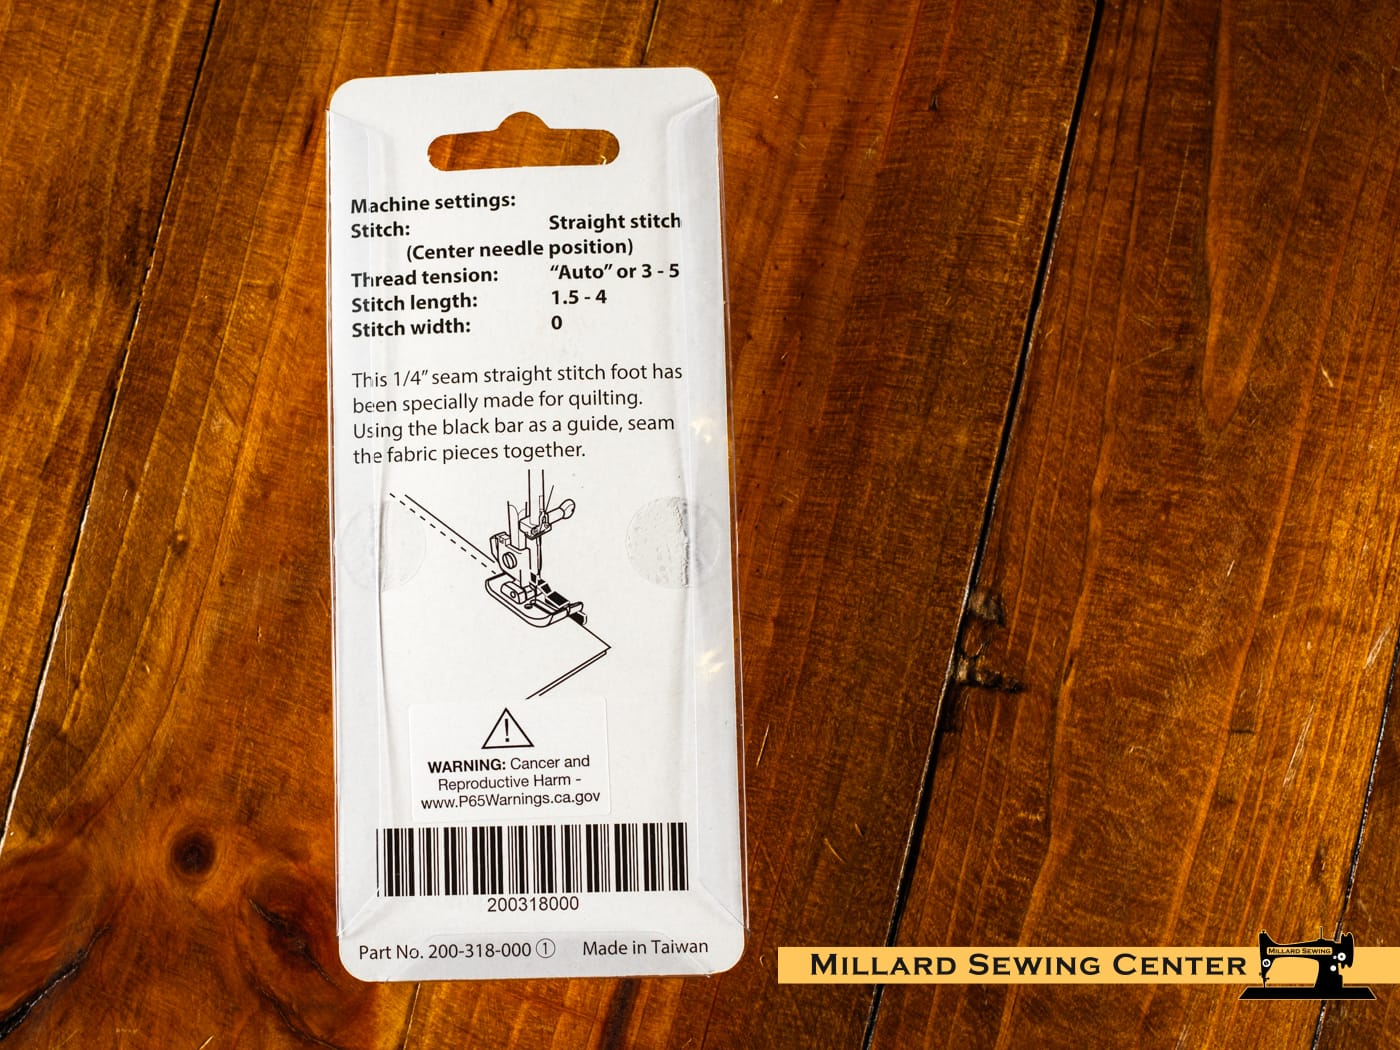 Machine settings:
Stitch: Straight stitch
(Center needle position)
Thread tension: “Auto” or 3 - 5
Stitch length: 1.5 - 4
Stitch width: 0
This 1/4” seam straight stitch foot has
been specially made for quilting.
Using the black bar as a guide, seam
the fabric pieces together.
WARNING: Cancer and
Reproductive Harm -
www.P65Warnings.ca.gov
200318000
Part No. 200-318-000 ① Made in Taiwan
MILLARD SEWING CENTER
MILLARD SEWING